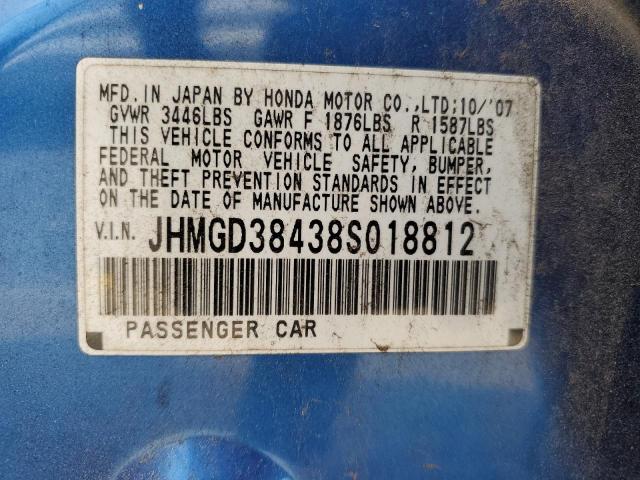 MFD. IN JAPAN BY HONDA MOTOR CO.,LTD;10/'07
GVWR 3446LBS GAWR F 1876LBS R 1587LBS
THIS VEHICLE CONFORMS TO ALL APPLICABLE
FEDERAL MOTOR VEHICLE SAFETY, BUMPER,
AND THEFT PREVENTION STANDARDS IN EFFECT
ON THE DATE OF MANUFACTURE SHOWN ABOVE.
V.I.N. JHMGD38438S018812
PASSENGER CAR